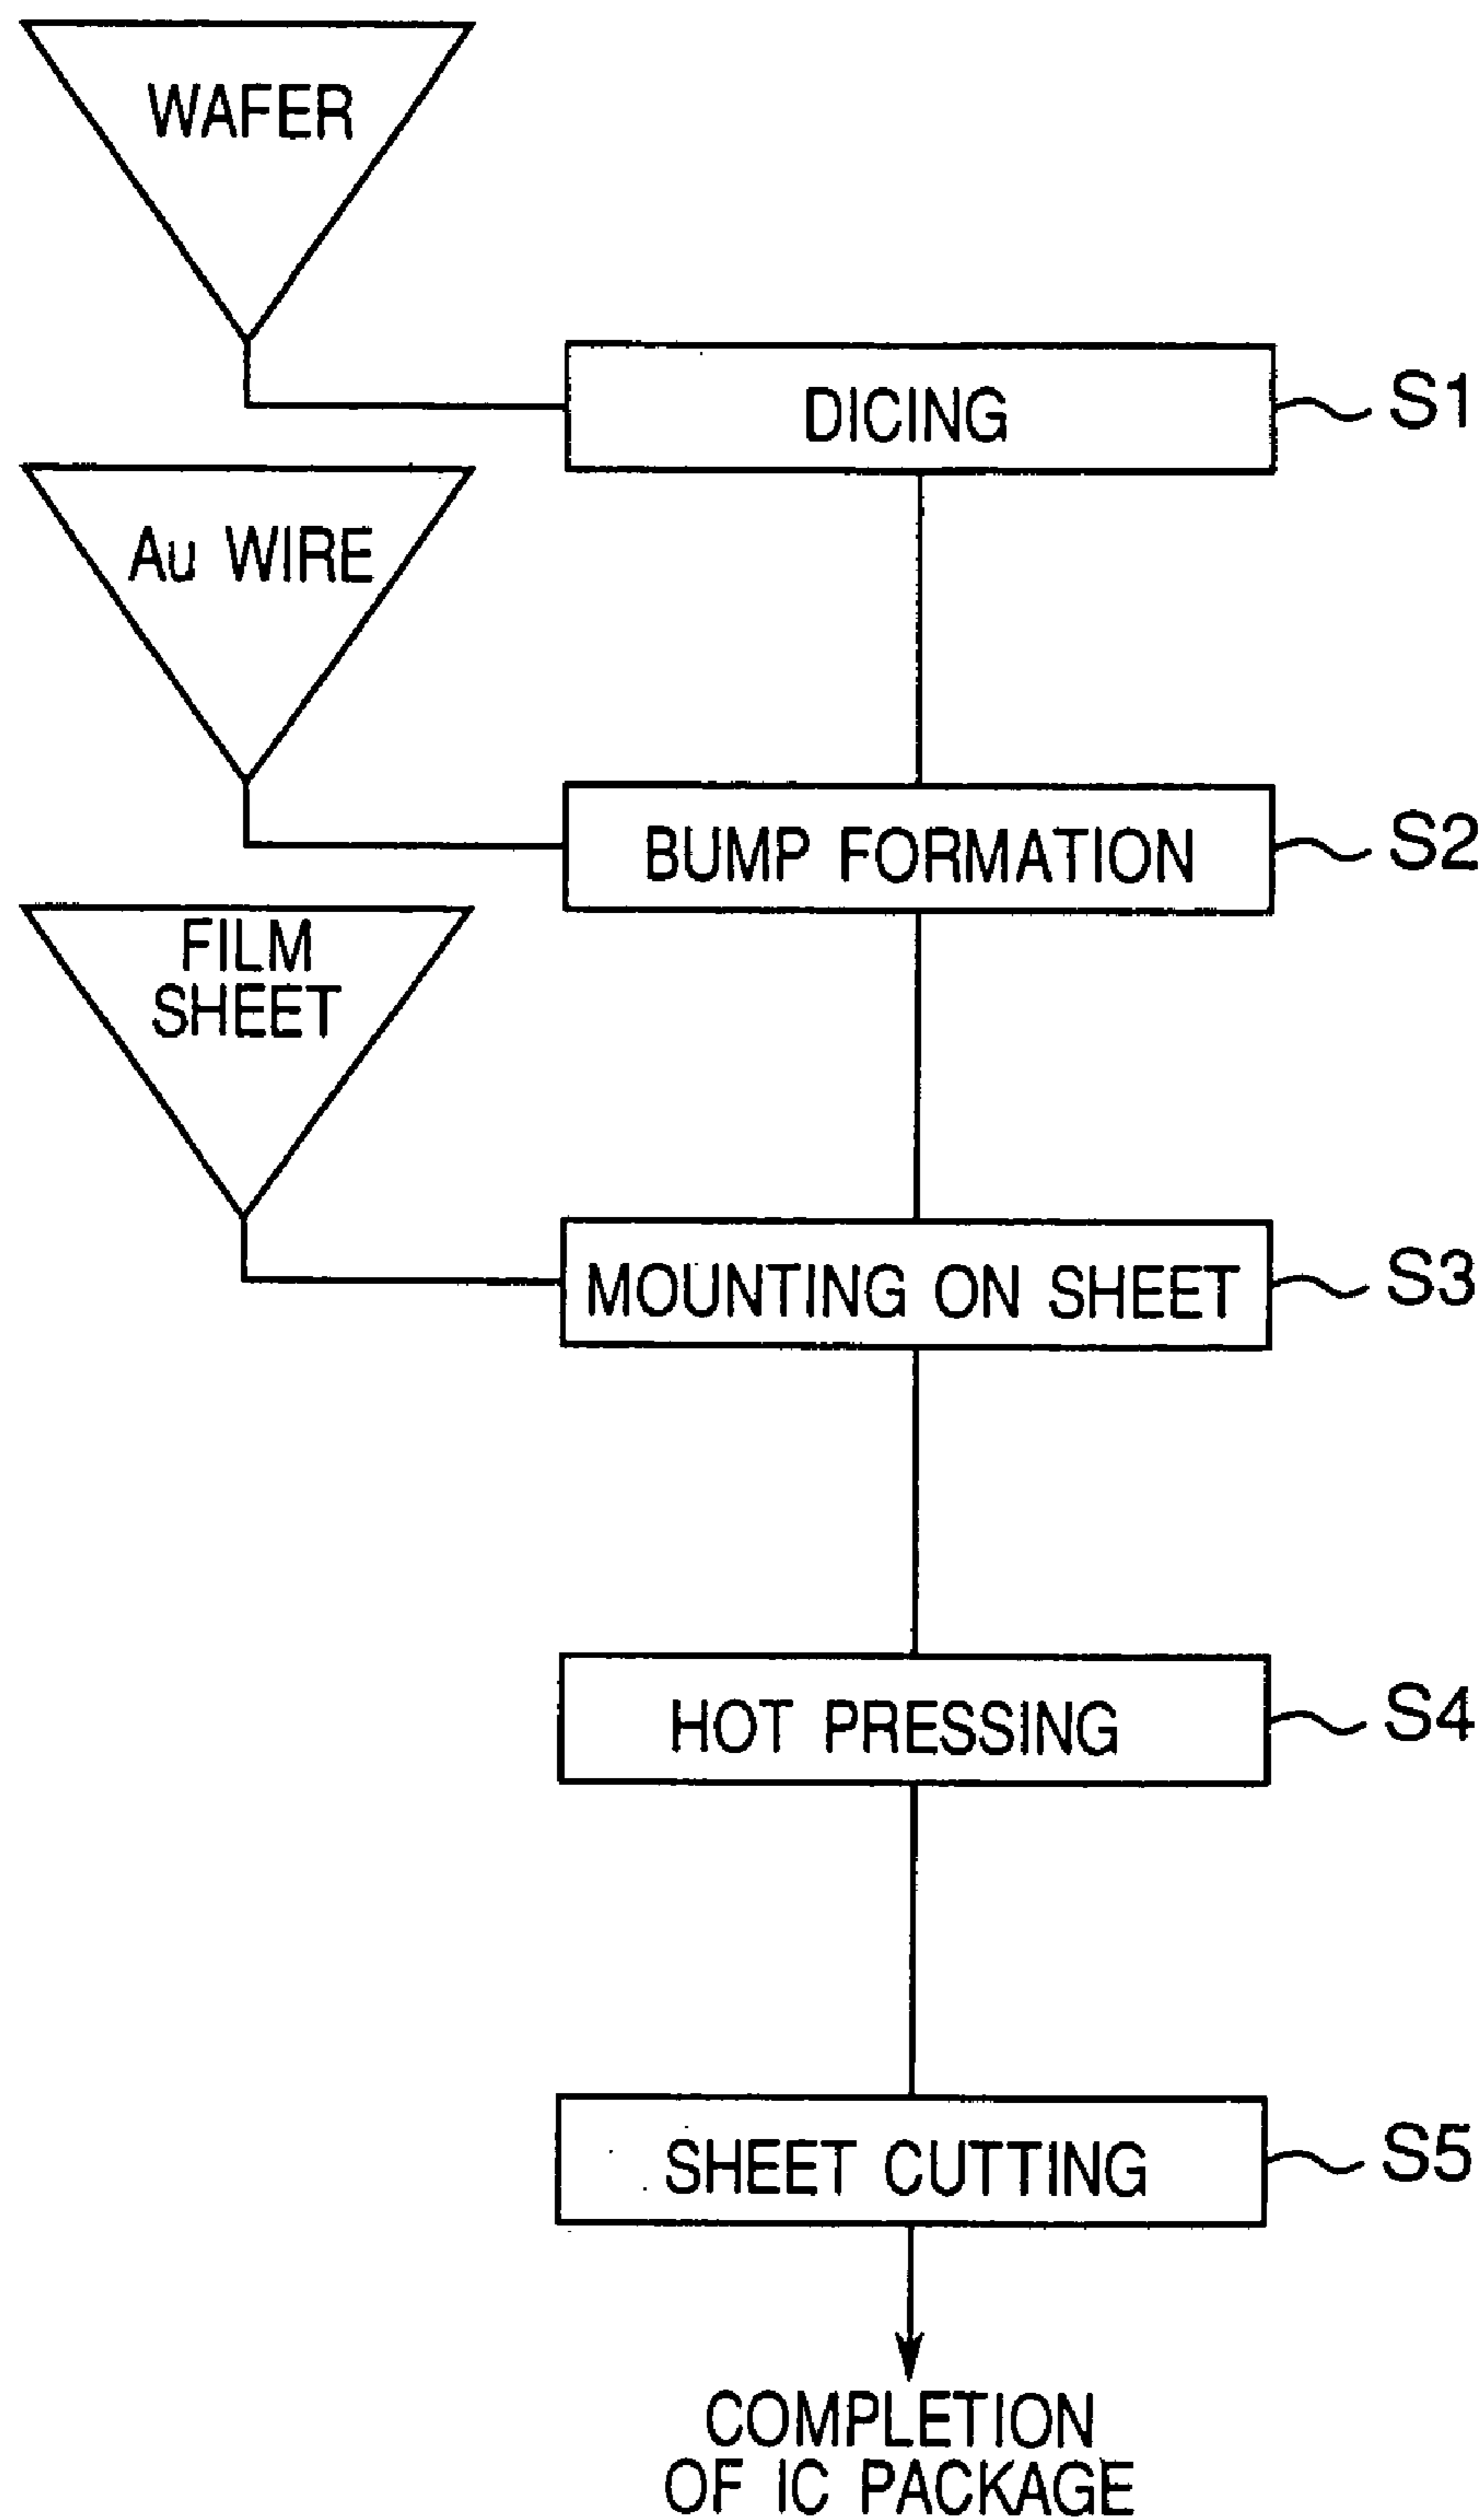 WAFER
DICING
S1
Au WIRE
BUMP FORMATION
S2
FILM
SHEET
MOUNTING ON SHEET
S3
HOT PRESSING
S4
SHEET CUTTING
S5
COMPLETION
OF IC PACKAGE